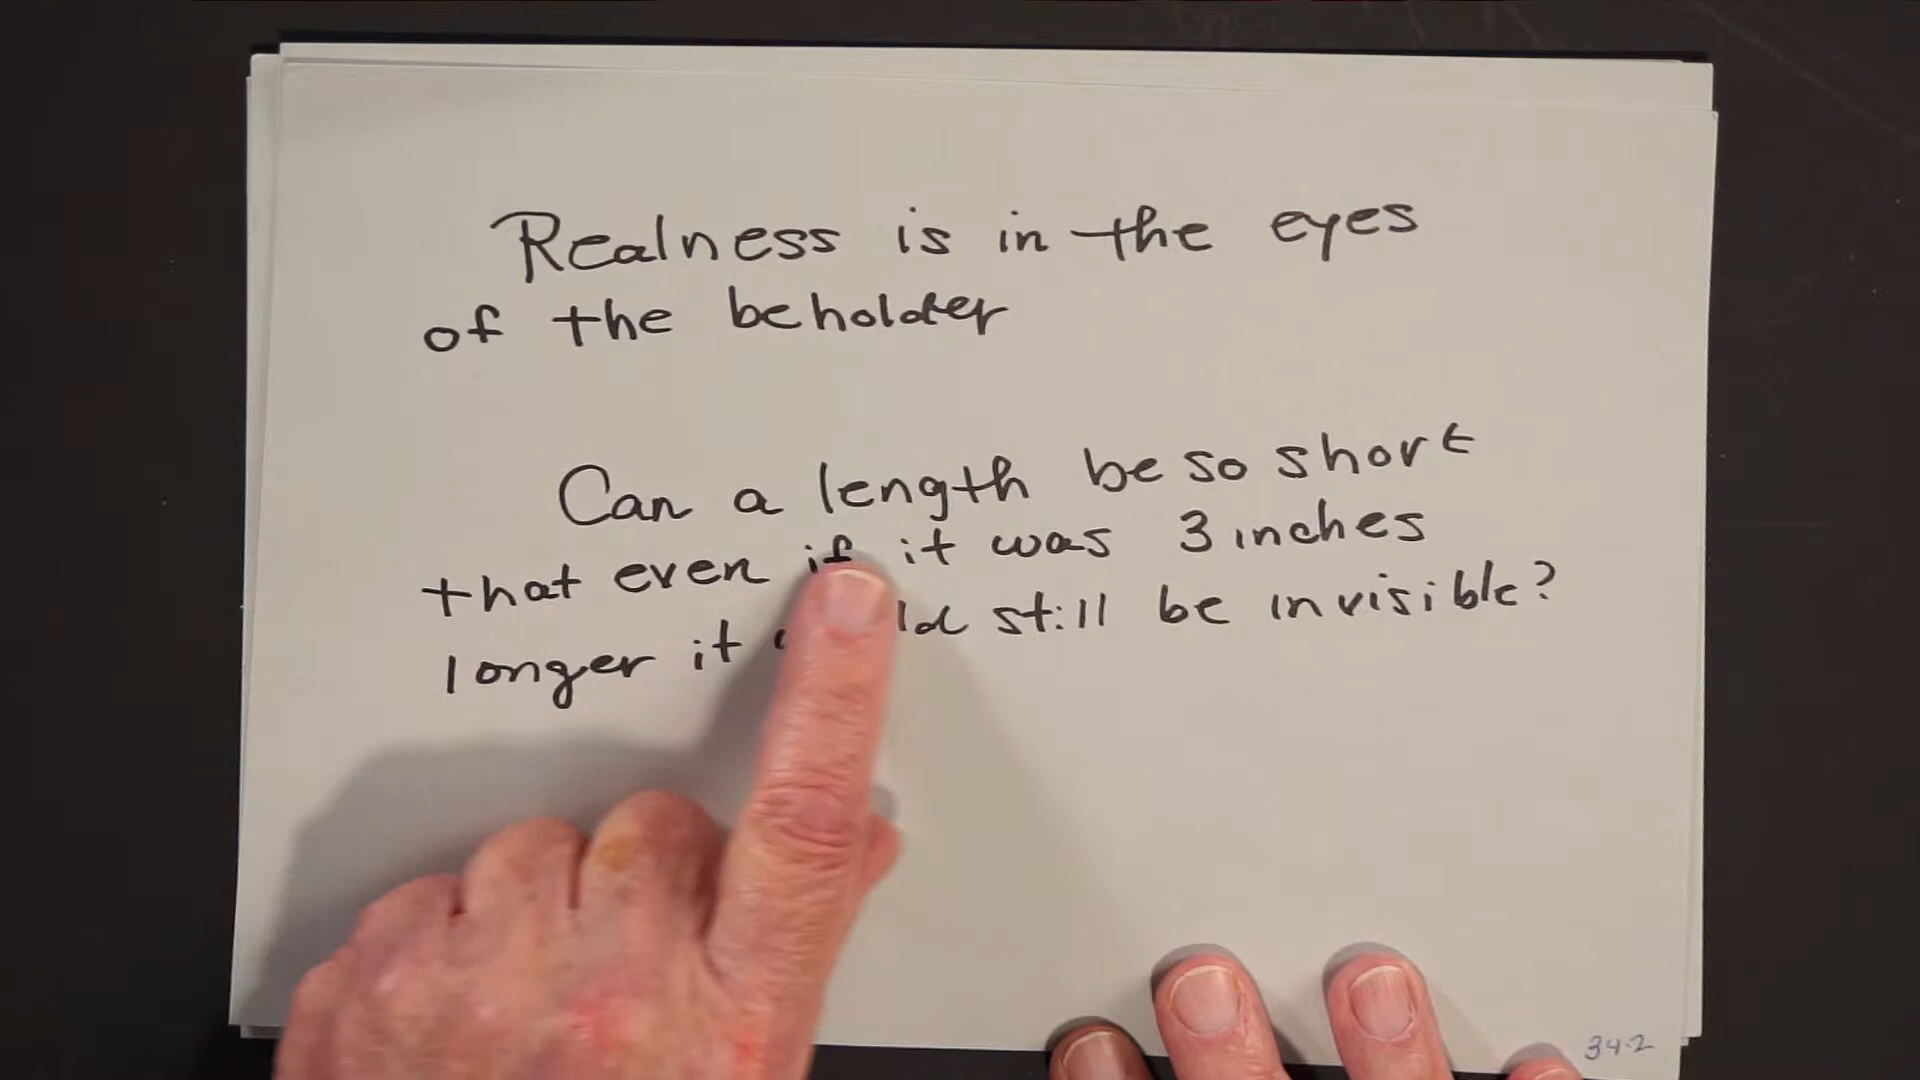 Realness is in the eyes
of the beholder
Can a length be so short
that even if it was 3 inches
longer it still be invisible?
34.2